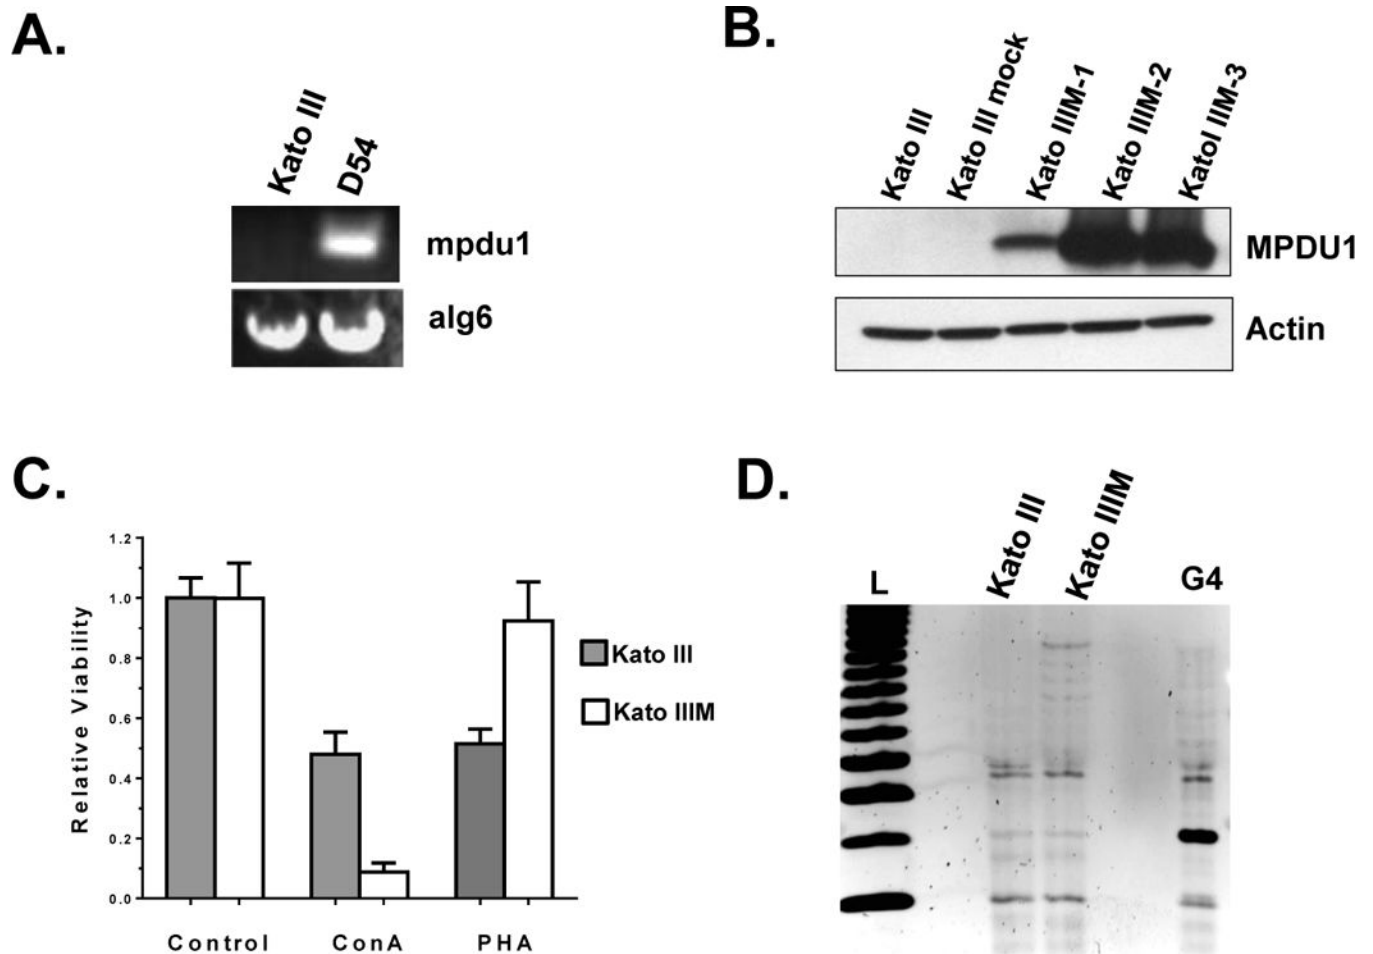 A.
Kato III
D54
mpdu1
alg6
B.
Kato III
Kato III mock
Kato IIIM-1
Kato IIIM-2
KatoI IIM-3
MPDU1
Actin
C.
Relative Viability
1.2
1.0
0.8
0.6
0.4
0.2
0.0
Control
ConA
PHA
Kato III
Kato IIIM
D.
L
Kato III
Kato IIIM
G4